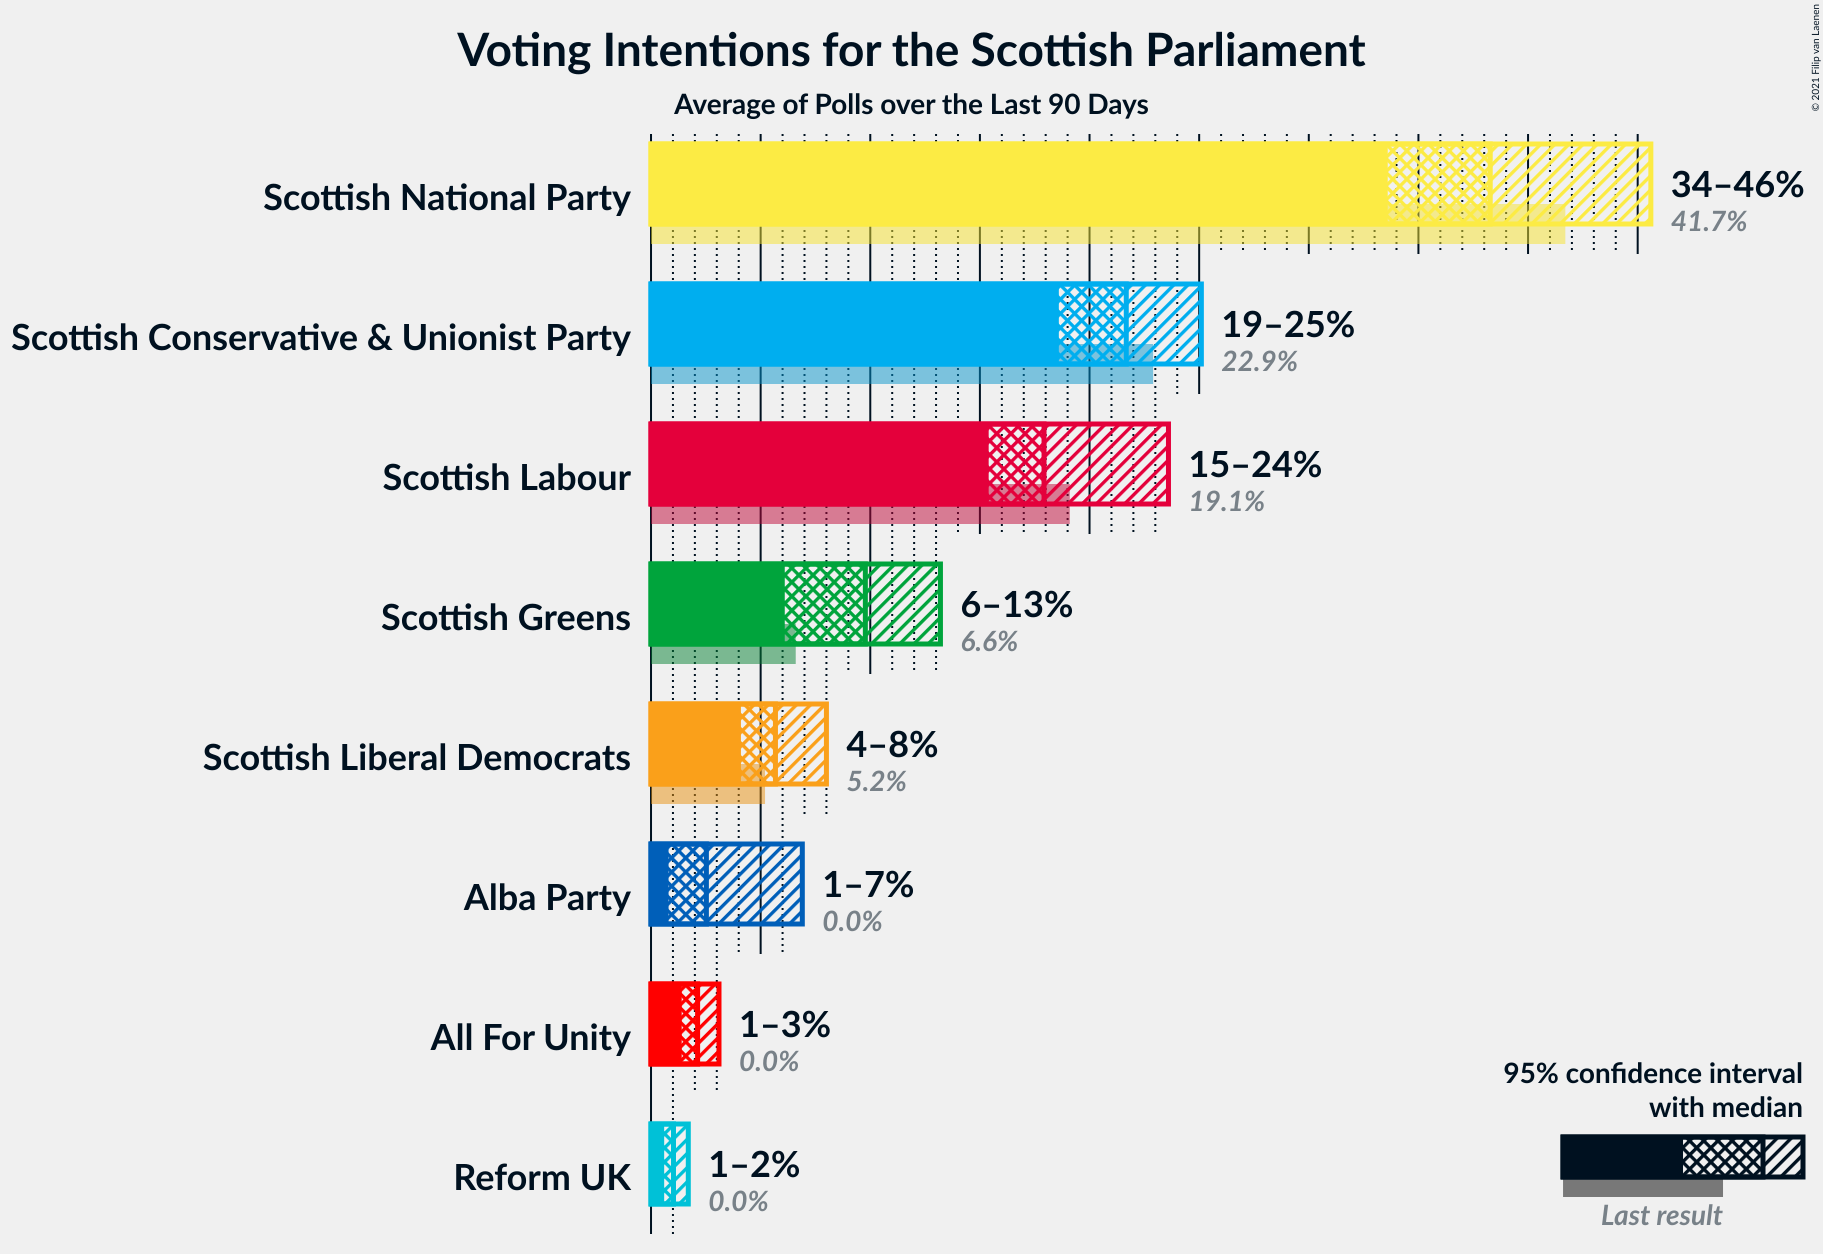 Voting Intentions for the Scottish Parliament
Average of Polls over the Last 90 Days
© 2021 Filip van Laenen
Scottish National Party
34–46%
41.7%
Scottish Conservative & Unionist Party
19–25%
22.9%
Scottish Labour
15–24%
19.1%
Scottish Greens
6–13%
6.6%
Scottish Liberal Democrats
4–8%
5.2%
Alba Party
1–7%
0.0%
All For Unity
1–3%
0.0%
Reform UK
1–2%
0.0%
95% confidence interval
with median
Last result